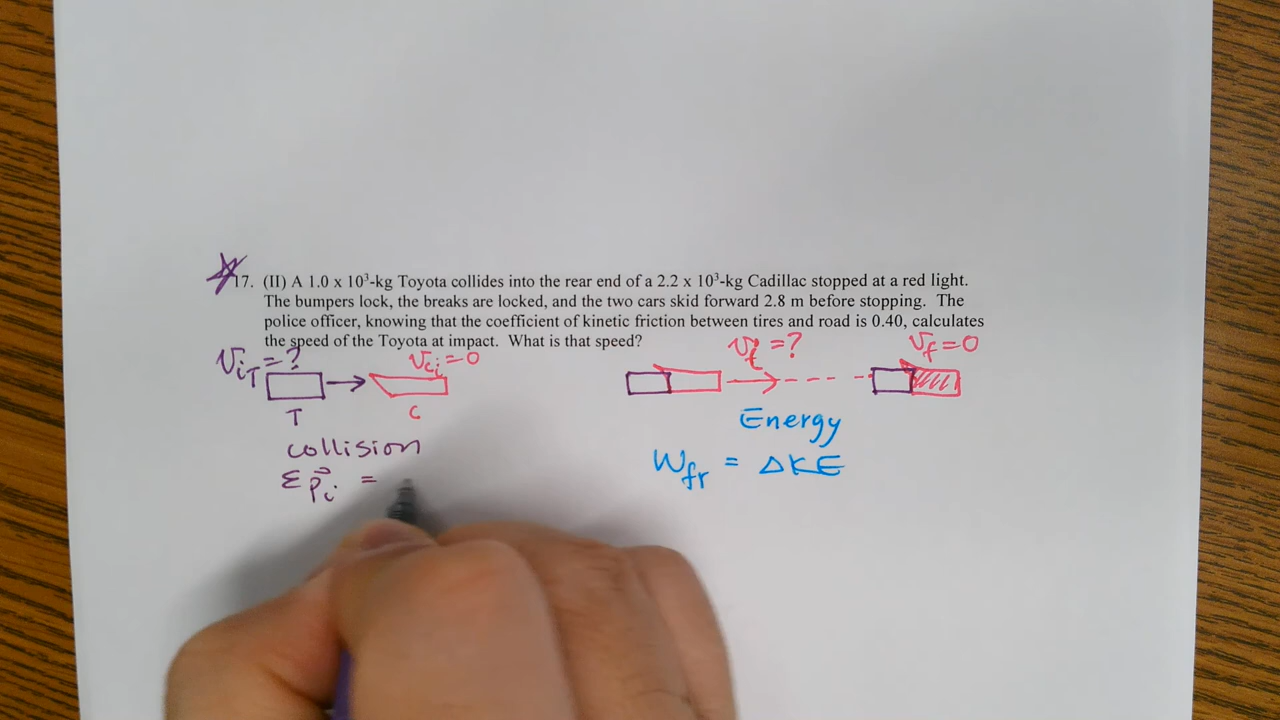 17. (II) A 1.0 x 10³-kg Toyota collides into the rear end of a 2.2 x 10³-kg Cadillac stopped at a red light.
The bumpers lock, the breaks are locked, and the two cars skid forward 2.8 m before stopping. The
police officer, knowing that the coefficient of kinetic friction between tires and road is 0.40, calculates
the speed of the Toyota at impact. What is that speed?
v_iT = ? v_ci = 0 v_f = ? v_f = 0
T C
Energy
collision
W_fr = ΔKE
Σp⃗_i =